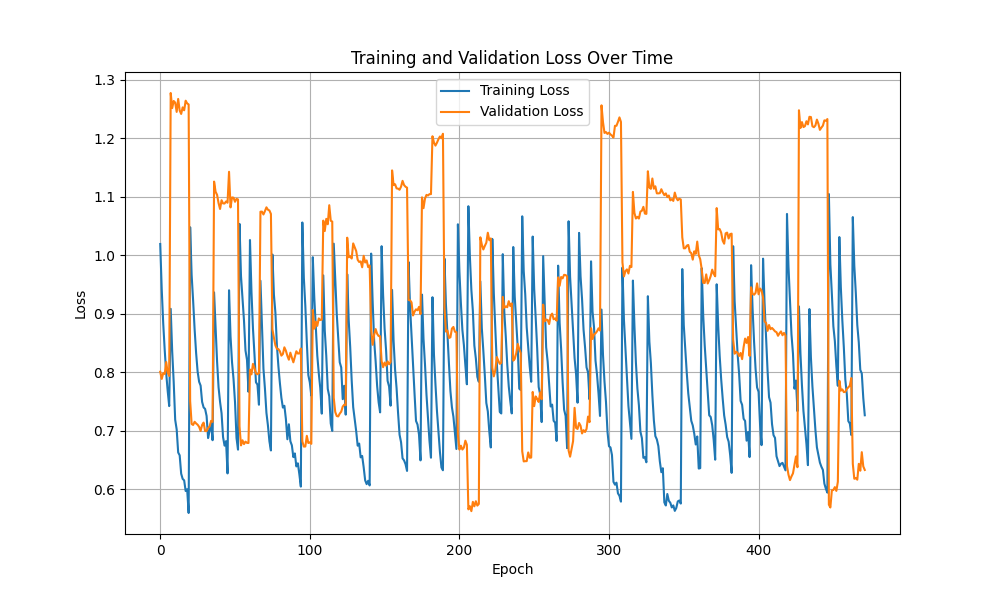 Training and Validation Loss Over Time
Training Loss
Validation Loss
1.3
1.2
1.1
1.0
0.9
0.8
0.7
0.6
Loss
0
100
200
300
400
Epoch